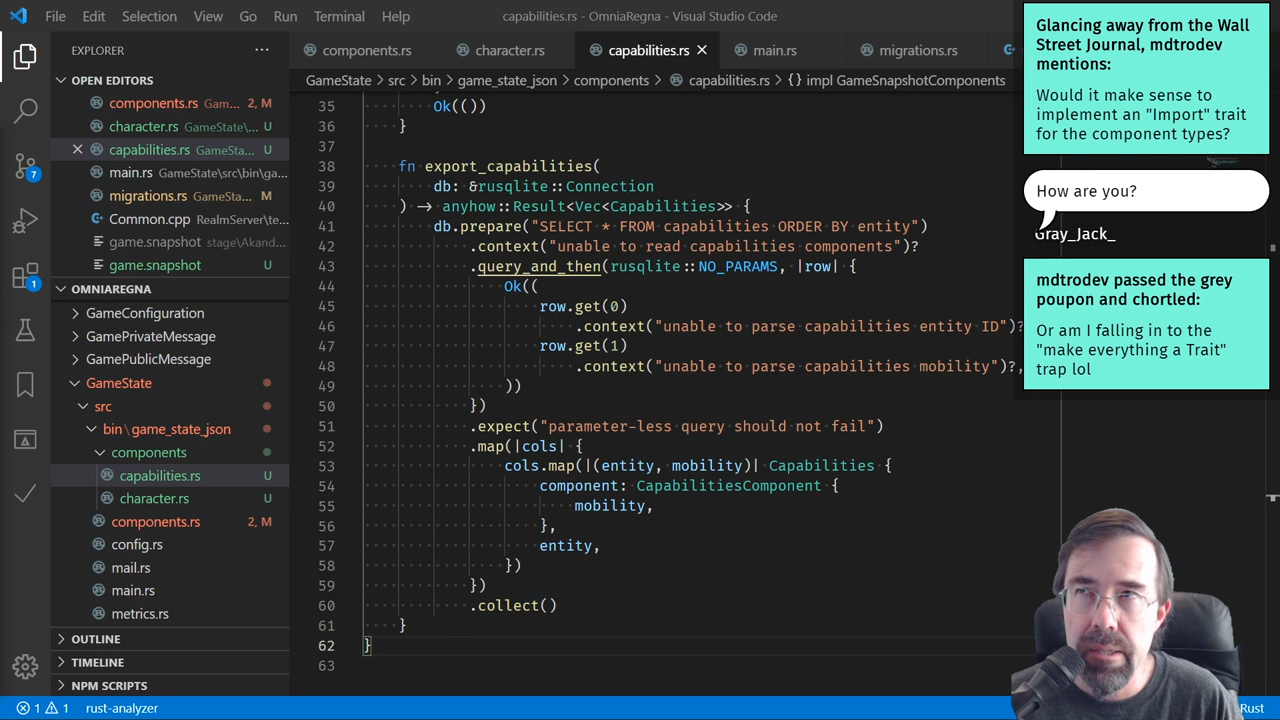 File Edit Selection View Go Run Terminal Help
capabilities.rs - OmniaRegna - Visual Studio Code
EXPLORER
OPEN EDITORS
components.rs Gam... 2, M
character.rs GameState\... U
capabilities.rs GameSta... U
main.rs GameState\src\bin\ga...
migrations.rs GameSta... M
Common.cpp RealmServer\te...
game.snapshot stage\Akand...
game.snapshot U
OMNIAREGNA
GameConfiguration
GamePrivateMessage
GamePublicMessage
GameState
src
bin\game_state_json
components
capabilities.rs U
character.rs U
components.rs 2, M
config.rs
mail.rs
main.rs
metrics.rs
OUTLINE
TIMELINE
NPM SCRIPTS
7
1
components.rs character.rs capabilities.rs main.rs migrations.rs
GameState > src > bin > game_state_json > components > capabilities.rs > {} impl GameSnapshotComponents
35 Ok(())
36 }
37
38 fn export_capabilities(
39 db: &rusqlite::Connection
40 ) -> anyhow::Result<Vec<Capabilities>> {
41 db.prepare("SELECT * FROM capabilities ORDER BY entity")
42 .context("unable to read capabilities components")?
43 .query_and_then(rusqlite::NO_PARAMS, |row| {
44 Ok((
45 row.get(0)
46 .context("unable to parse capabilities entity ID")?
47 row.get(1)
48 .context("unable to parse capabilities mobility")?,
49 ))
50 })
51 .expect("parameter-less query should not fail")
52 .map(|cols| {
53 cols.map(|(entity, mobility)| Capabilities {
54 component: CapabilitiesComponent {
55 mobility,
56 },
57 entity,
58 })
59 })
60 .collect()
61 }
62 }
63
Glancing away from the Wall
Street Journal, mdtrodev
mentions:
Would it make sense to
implement an "Import" trait
for the component types?
How are you?
Gray_Jack_
mdtrodev passed the grey
poupon and chortled:
Or am I falling in to the
"make everything a Trait"
trap lol
1 1 rust-analyzer
Rust